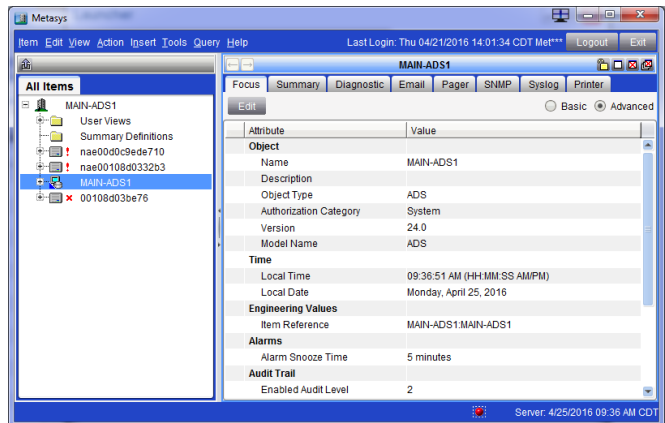 Metasys
Item Edit View Action Insert Tools Query Help Last Login: Thu 04/21/2016 14:01:34 CDT Met*** Logout Exit
MAIN-ADS1
All Items
Focus Summary Diagnostic Email Pager SNMP Syslog Printer
Edit Basic Advanced
MAIN-ADS1
User Views
Summary Definitions
nae00d0c9ede710
nae00108d0332b3
MAIN-ADS1
00108d03be76
Attribute Value
Object
Name MAIN-ADS1
Description
Object Type ADS
Authorization Category System
Version 24.0
Model Name ADS
Time
Local Time 09:36:51 AM (HH:MM:SS AM/PM)
Local Date Monday, April 25, 2016
Engineering Values
Item Reference MAIN-ADS1:MAIN-ADS1
Alarms
Alarm Snooze Time 5 minutes
Audit Trail
Enabled Audit Level 2
Server: 4/25/2016 09:36 AM CDT